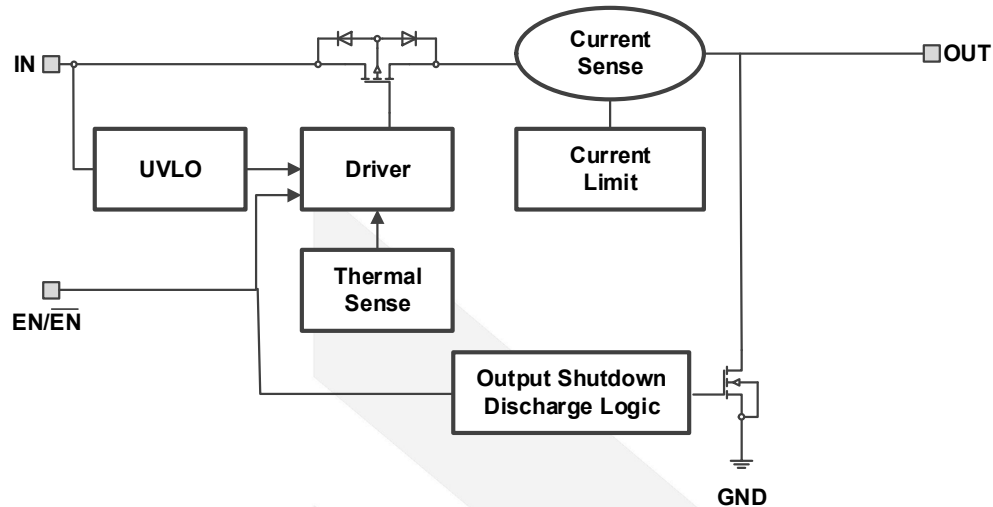 Current
Sense
IN
OUT
UVLO
Driver
Current
Limit
Thermal
Sense
EN/EN
Output Shutdown
Discharge Logic
GND